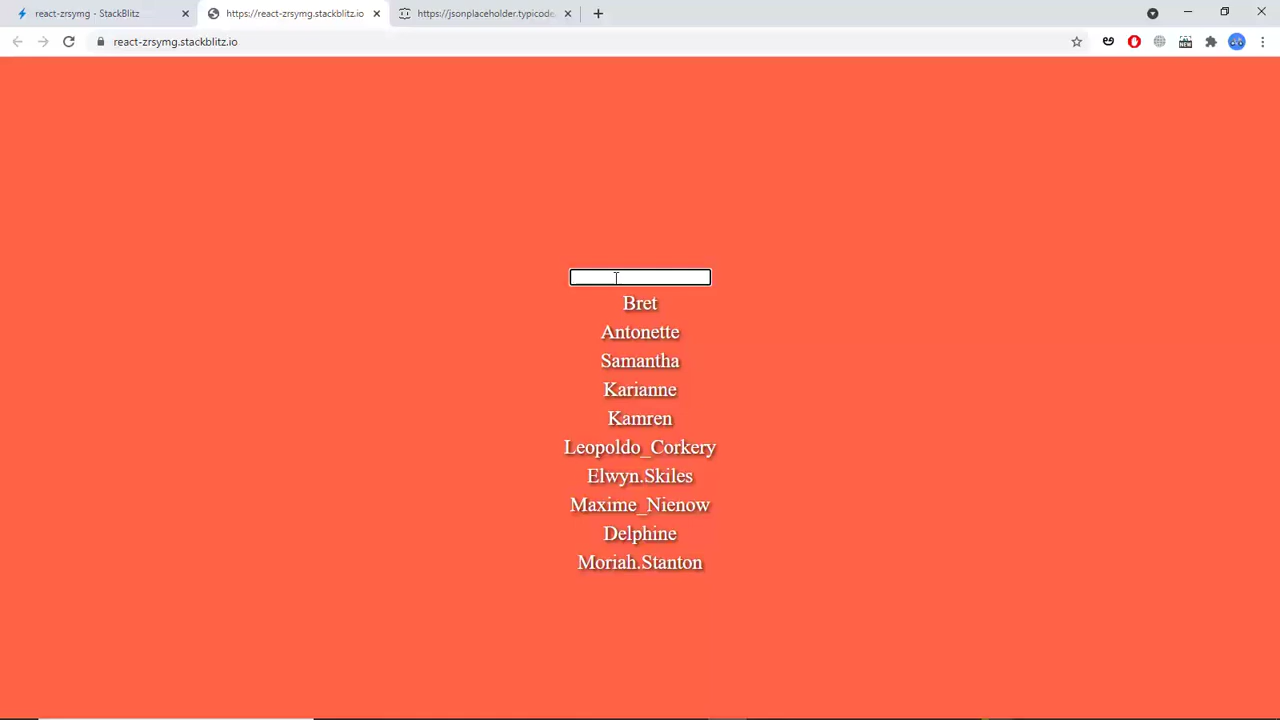 react-zrsymg - StackBlitz
https://react-zrsymg.stackblitz.io
https://jsonplaceholder.typicode
react-zrsymg.stackblitz.io
Bret
Antonette
Samantha
Karianne
Kamren
Leopoldo_Corkery
Elwyn.Skiles
Maxime_Nienow
Delphine
Moriah.Stanton